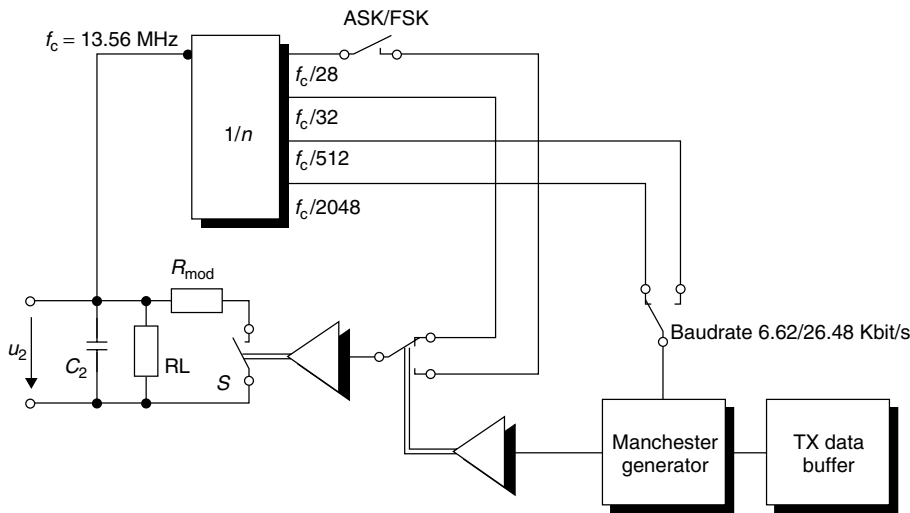 ASK/FSK
f_c = 13.56 MHz
f_c/28
f_c/32
1/n
f_c/512
f_c/2048
R_mod
u_2
C_2
RL
S
Baudrate 6.62/26.48 Kbit/s
Manchester
generator
TX data
buffer